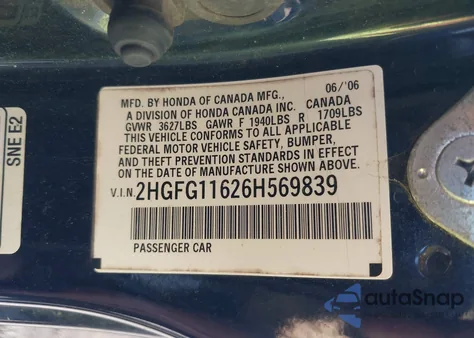 06/'06
MFD. BY HONDA OF CANADA MFG.,
A DIVISION OF HONDA CANADA INC. CANADA
GVWR 3627LBS GAWR F 1940LBS R 1709LBS
THIS VEHICLE CONFORMS TO ALL APPLICABLE
FEDERAL MOTOR VEHICLE SAFETY, BUMPER,
AND THEFT PREVENTION STANDARDS IN EFFECT
ON THE DATE OF MANUFACTURE SHOWN ABOVE.
V.I.N. 2HGFG11626H569839
PASSENGER CAR
SNE E2
autoSnap